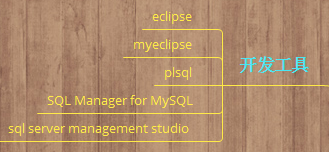 eclipse
myeclipse
开发工具
plsql
SQL Manager for MySQL
sql server management studio